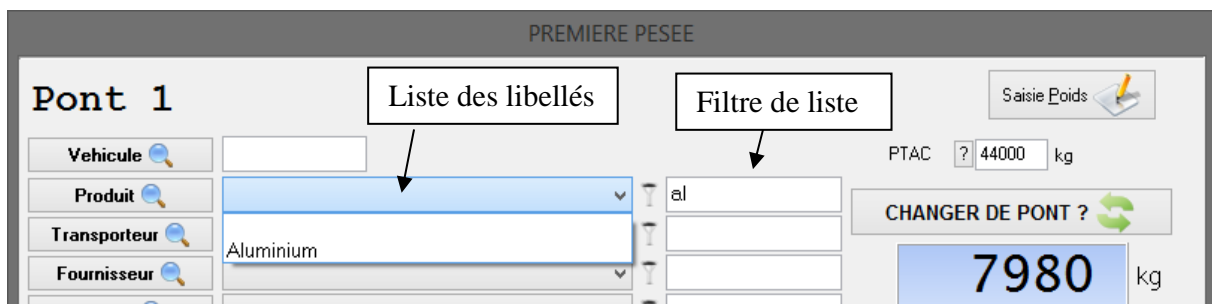 PREMIERE PESEE
Pont 1
Liste des libellés
Filtre de liste
Saisie Poids
Vehicule
PTAC ? 44000 kg
Produit
al
CHANGER DE PONT ?
Transporteur
Aluminium
Fournisseur
7980 kg